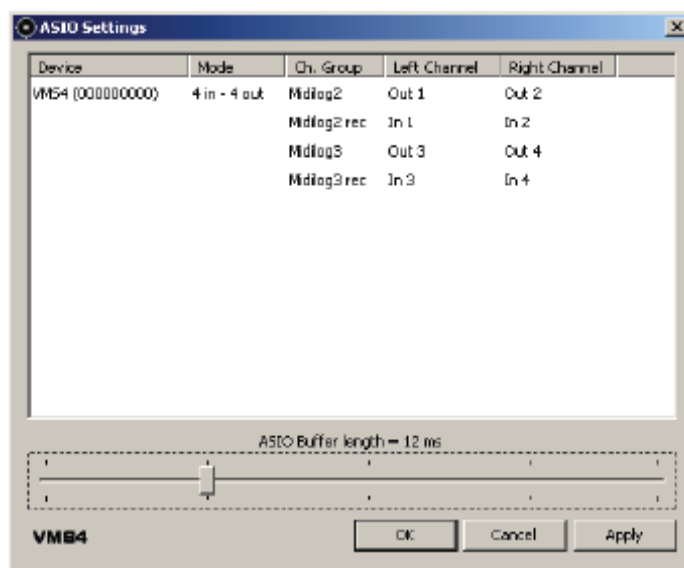 ASIO Settings
Device Mode Ch. Group Left Channel Right Channel
VMS4 (000000000) 4 in - 4 out Midilog2 Out 1 Out 2
Midilog2 rec In 1 In 2
Midilog3 Out 3 Out 4
Midilog3 rec In 3 In 4
ASIO Buffer length = 12 ms
VMS4 OK Cancel Apply